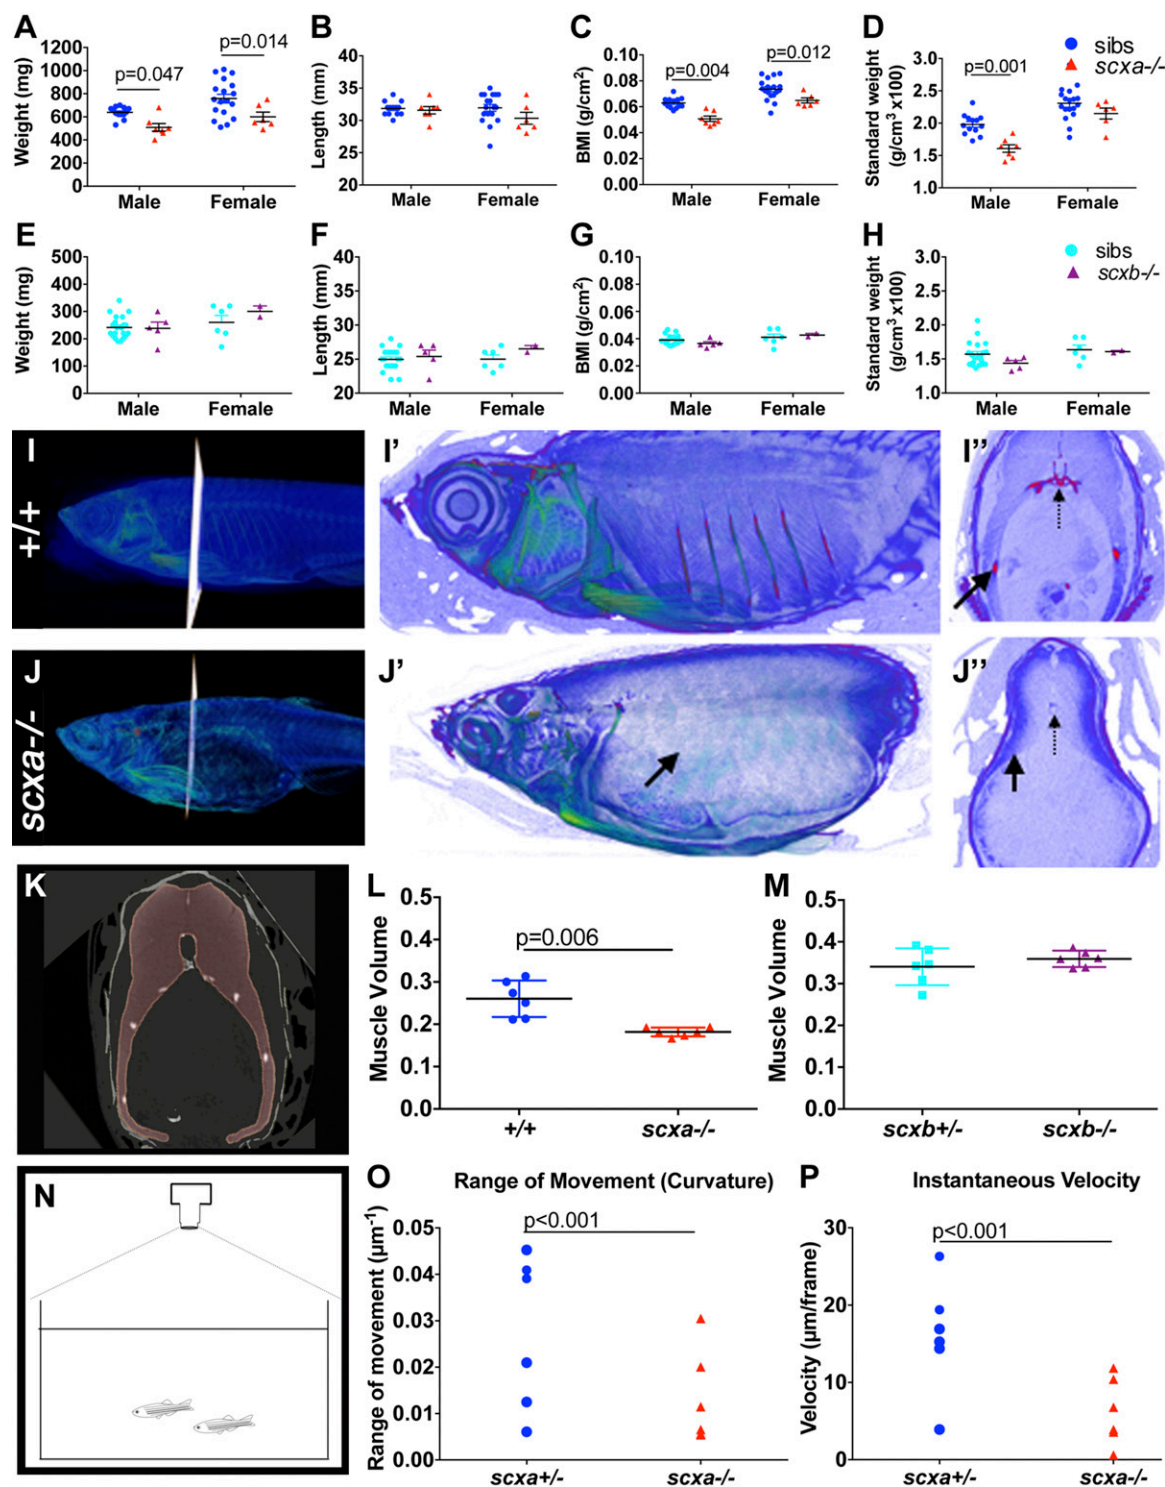 A
Weight (mg)
1200
1000
800
600
400
200
0
p=0.047
p=0.014
Male
Female
B
Length (mm)
40
35
30
25
20
Male
Female
C
BMI (g/cm²)
0.10
0.08
0.06
0.04
0.02
0.00
p=0.004
p=0.012
Male
Female
D
Standard weight
(g/cm³ x100)
3.0
2.5
2.0
1.5
1.0
p=0.001
Male
Female
sibs
scxa-/-
E
Weight (mg)
500
400
300
200
100
0
Male
Female
F
Length (mm)
40
35
30
25
20
Male
Female
G
BMI (g/cm²)
0.10
0.08
0.06
0.04
0.02
0.00
Male
Female
H
Standard weight
(g/cm³ x100)
3.0
2.5
2.0
1.5
1.0
Male
Female
sibs
scxb-/-
+/+
I
I’
I’’
scxa-/-
J
J’
J’’
K
L
Muscle Volume
0.5
0.4
0.3
0.2
0.1
0.0
p=0.006
+/+
scxa-/-
M
Muscle Volume
0.5
0.4
0.3
0.2
0.1
0.0
scxb+/-
scxb-/-
N
O
Range of Movement (Curvature)
Range of movement (µm⁻¹)
0.05
0.04
0.03
0.02
0.01
0.00
p<0.001
scxa+/-
scxa-/-
P
Instantaneous Velocity
Velocity (µm/frame)
30
20
10
0
p<0.001
scxa+/-
scxa-/-